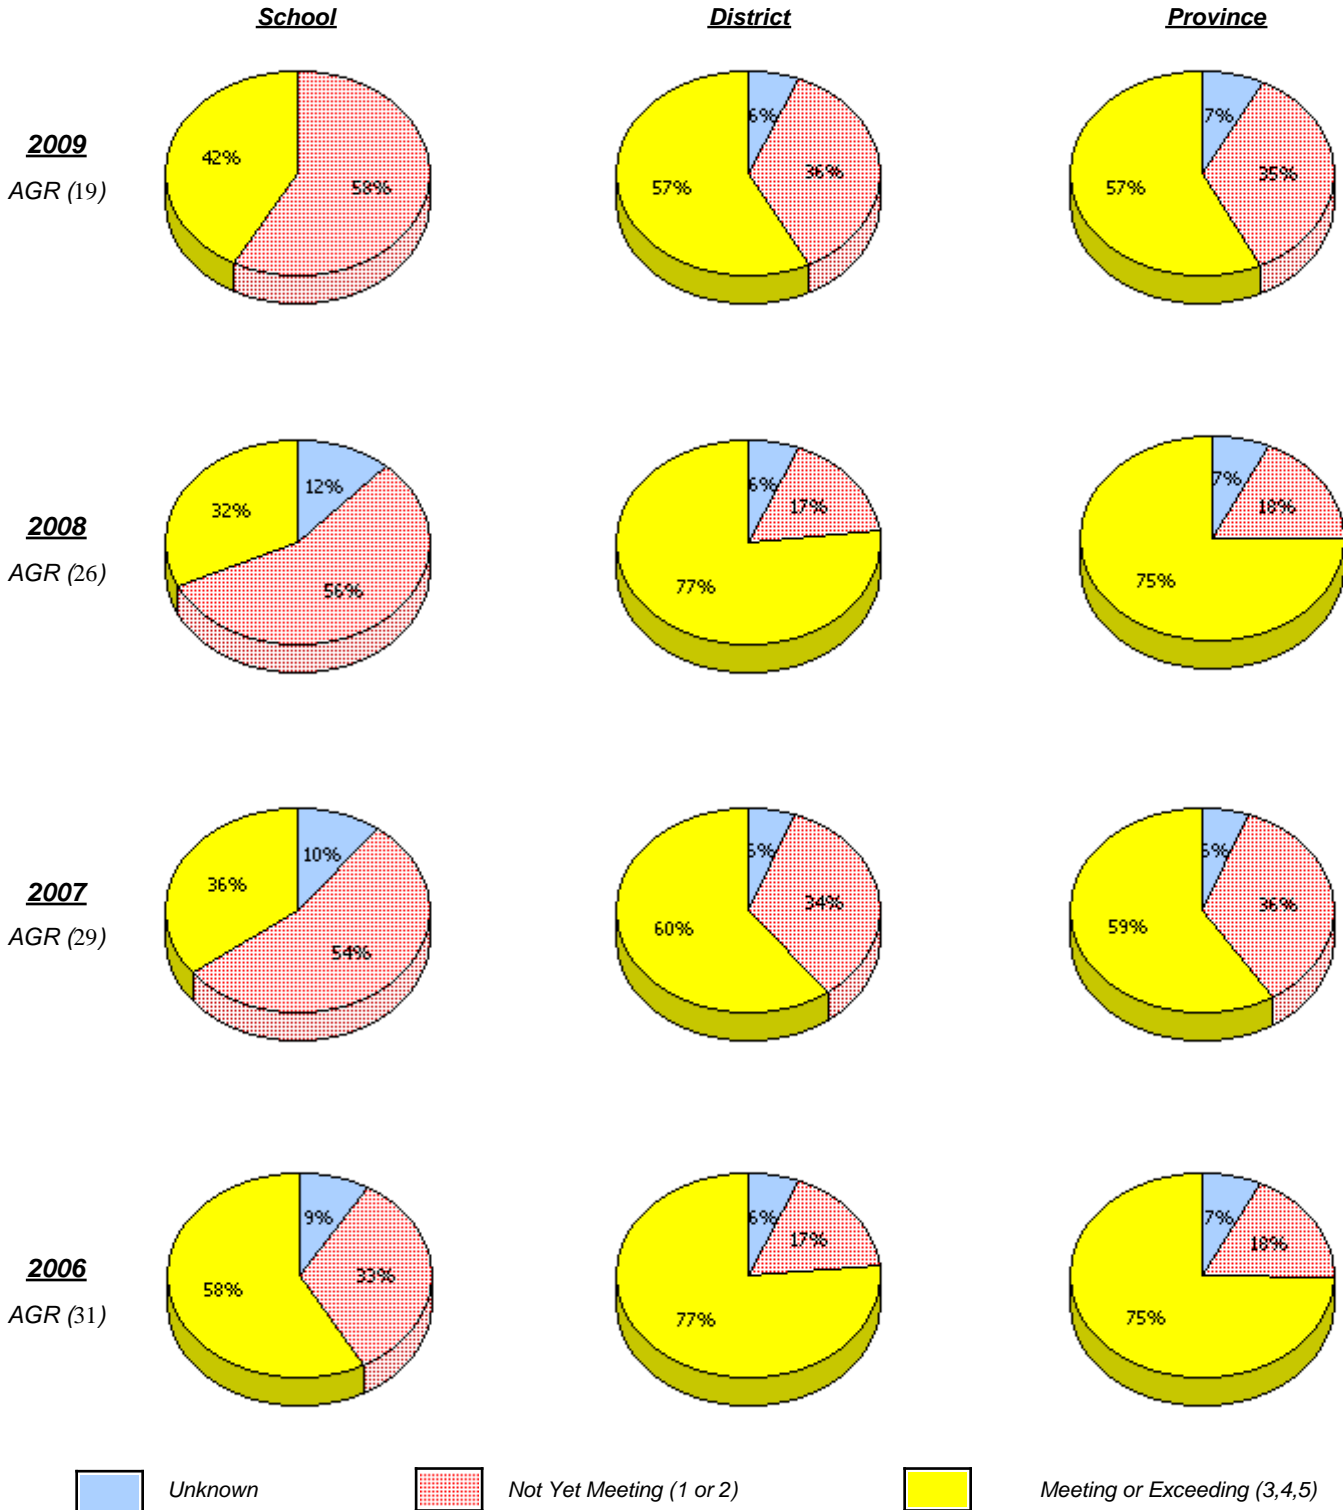 School District Province
2009
AGR (19)
42% 58% 6% 36% 57% 7% 35% 57%
2008
AGR (26)
12% 32% 56% 6% 17% 77% 7% 18% 75%
2007
AGR (29)
10% 36% 54% 34% 60% 36% 59%
2006
AGR (31)
9% 33% 58% 6% 17% 77% 7% 18% 75%
Unknown Not Yet Meeting (1 or 2) Meeting or Exceeding (3,4,5)